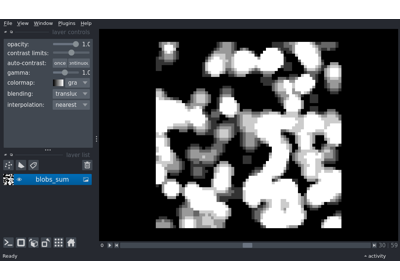 File View Window Plugins Help
layer controls
opacity: 1.0
contrast limits:
auto-contrast: once continuous
gamma: 1.0
colormap: gra
blending: translu
interpolation: nearest
layer list
blobs_sum
0 30 59
Ready
activity